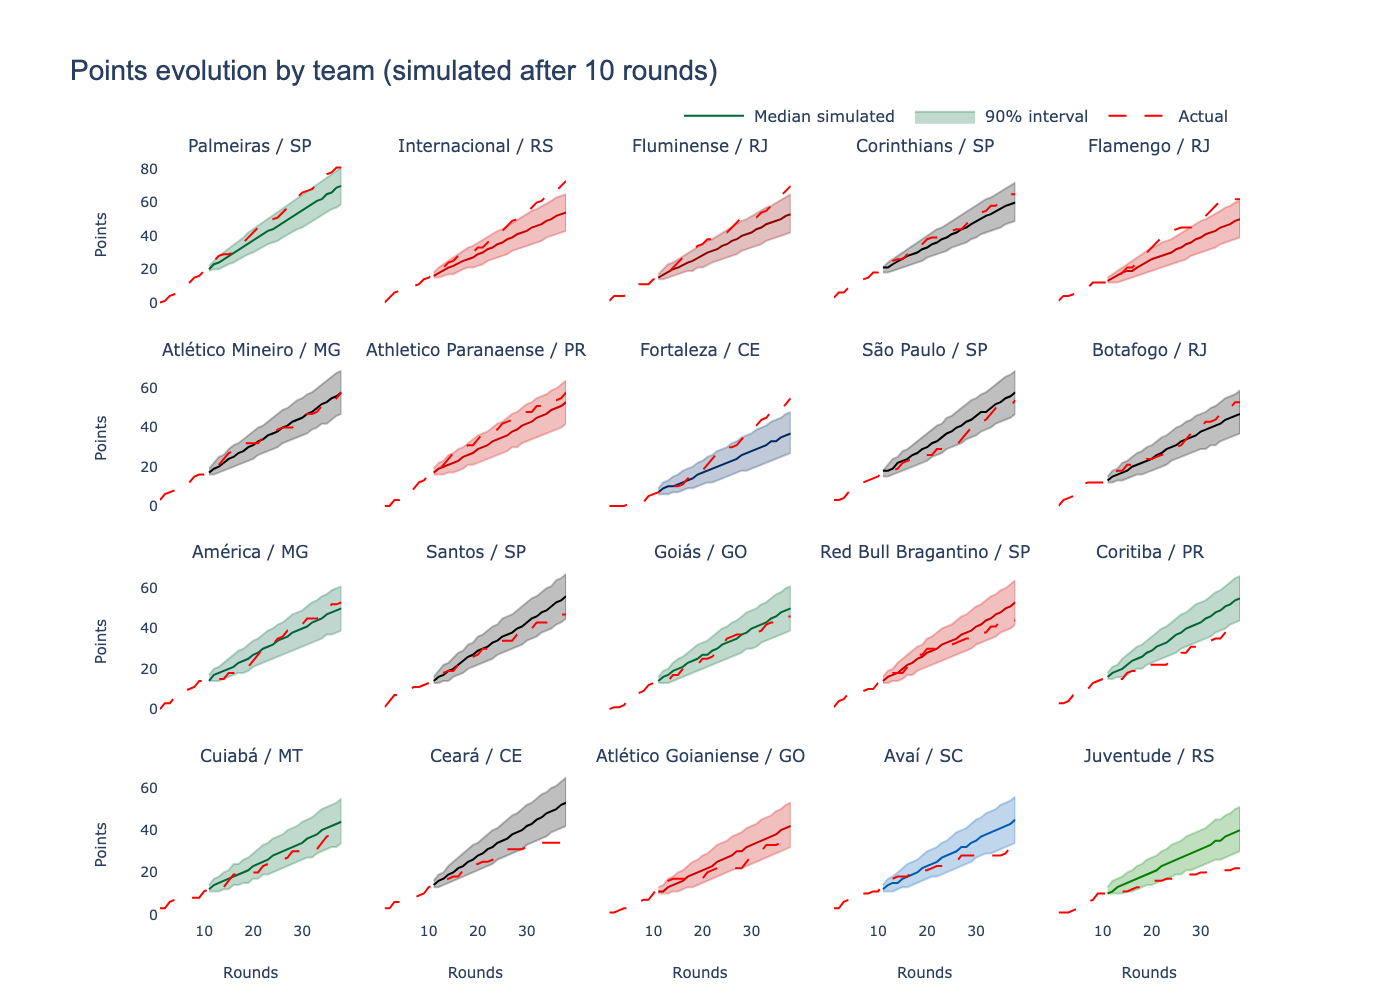 Points evolution by team (simulated after 10 rounds)
Median simulated 90% interval Actual
Palmeiras / SP Internacional / RS Fluminense / RJ Corinthians / SP Flamengo / RJ
80
60
40
20
0
Points
Atlético Mineiro / MG Athletico Paranaense / PR Fortaleza / CE São Paulo / SP Botafogo / RJ
60
40
20
0
Points
América / MG Santos / SP Goiás / GO Red Bull Bragantino / SP Coritiba / PR
60
40
20
0
Points
Cuiabá / MT Ceará / CE Atlético Goianiense / GO Avaí / SC Juventude / RS
60
40
20
0
Points
10 20 30 10 20 30 10 20 30 10 20 30 10 20 30
Rounds Rounds Rounds Rounds Rounds